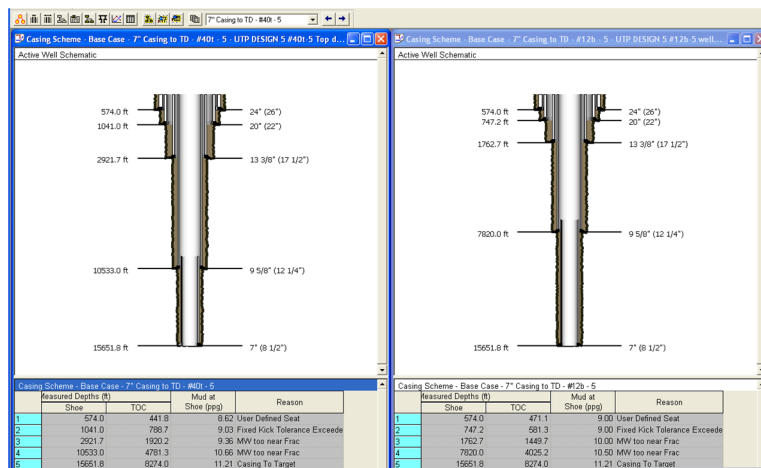 7" Casing to TD - #40t - 5
Casing Scheme - Base Case - 7" Casing to TD - #40t - 5 - UTP DESIGN 5 #40t-5 Top d...
Active Well Schematic
574.0 ft 24" (26")
1041.0 ft 20" (22")
2921.7 ft 13 3/8" (17 1/2")
10533.0 ft 9 5/8" (12 1/4")
15651.8 ft 7" (8 1/2")
Casing Scheme - Base Case - 7" Casing to TD - #40t - 5
Measured Depths (ft) Mud at Shoe (ppg) Reason
Shoe TOC
1 574.0 441.8 8.62 User Defined Seat
2 1041.0 788.7 9.03 Fixed Kick Tolerance Exceede
3 2921.7 1920.2 9.36 MW too near Frac
4 10533.0 4781.3 10.66 MW too near Frac
5 15651.8 8274.0 11.21 Casing To Target
Casing Scheme - Base Case - 7" Casing to TD - #12b - 5 - UTP DESIGN 5 #12b-5 well...
Active Well Schematic
574.0 ft 24" (26")
747.2 ft 20" (22")
1762.7 ft 13 3/8" (17 1/2")
7820.0 ft 9 5/8" (12 1/4")
15651.8 ft 7" (8 1/2")
Casing Scheme - Base Case - 7" Casing to TD - #12b - 5
Measured Depths (ft) Mud at Shoe (ppg) Reason
Shoe TOC
1 574.0 471.1 9.00 User Defined Seat
2 747.2 581.3 9.00 Fixed Kick Tolerance Exceede
3 1762.7 1449.7 10.00 MW too near Frac
4 7820.0 4025.2 10.50 MW too near Frac
5 15651.8 8274.0 11.21 Casing To Target